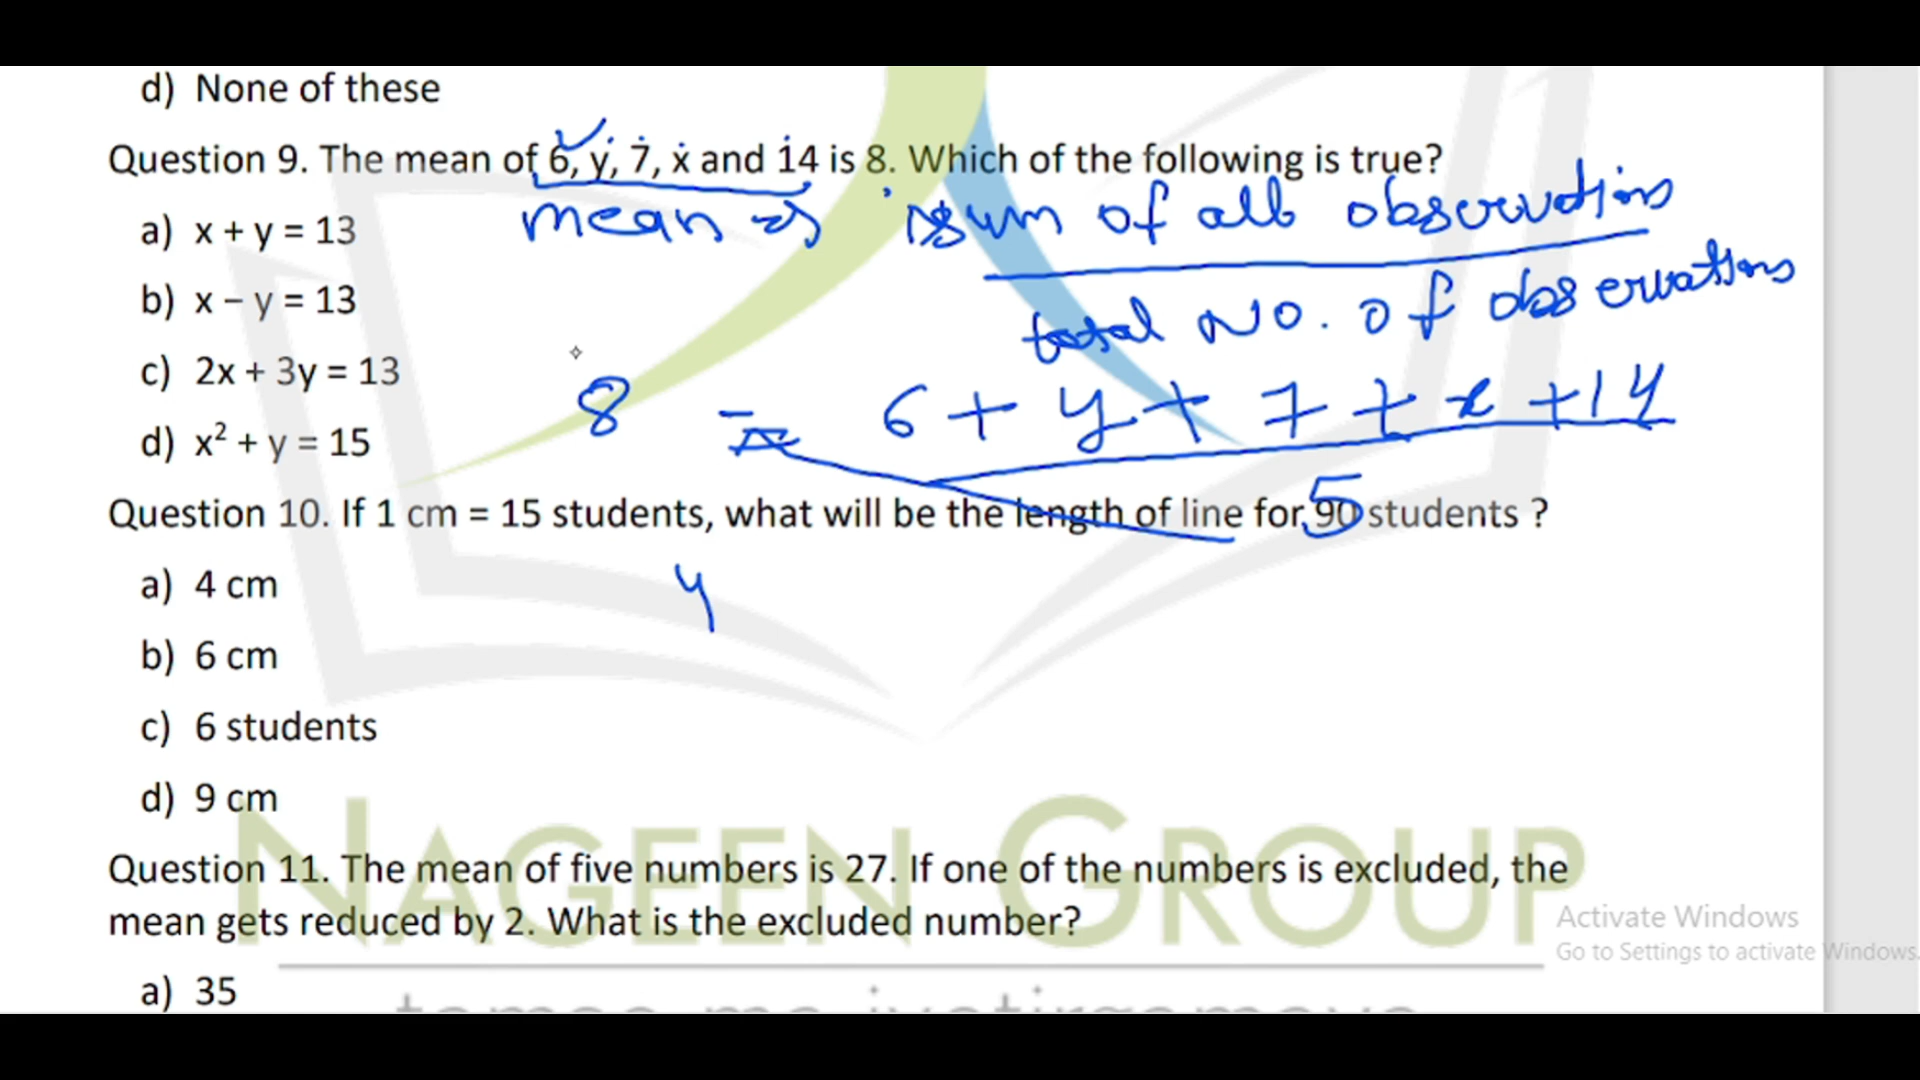 d) None of these
Question 9. The mean of 6, y, 7, x and 14 is 8. Which of the following is true?
mean ⇒ sum of all observations
a) x + y = 13
total No. of observations
b) x – y = 13
c) 2x + 3y = 13
8 = 6 + y + 7 + x + 14
d) x² + y = 15
5
Question 10. If 1 cm = 15 students, what will be the length of line for 90 students ?
a) 4 cm
4
b) 6 cm
c) 6 students
d) 9 cm
NAGEEN GROUP
Question 11. The mean of five numbers is 27. If one of the numbers is excluded, the
mean gets reduced by 2. What is the excluded number?
Activate Windows
Go to Settings to activate Windows.
a) 35